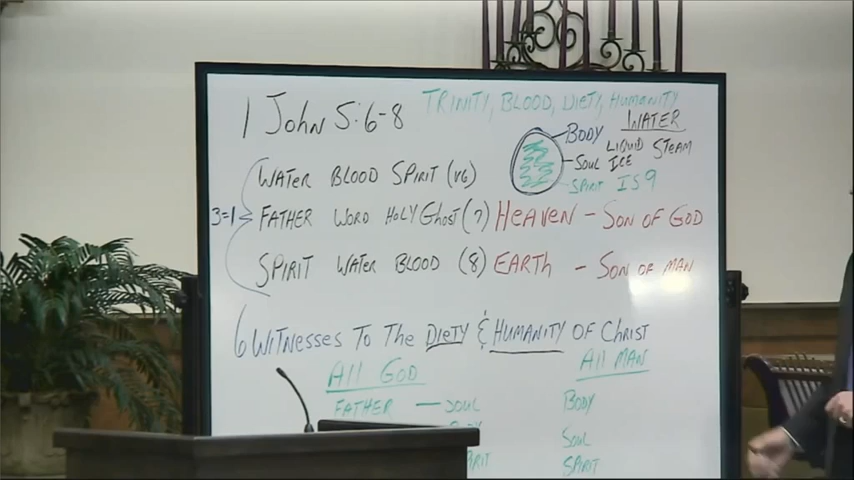 1 John 5:6-8
TRINITY, BLOOD, DIETY, HUMANITY
WATER
BODY
LIQUID STEAM
SOUL ICE
SPIRIT IS 9
WATER BLOOD SPIRIT (V6)
3=1 FATHER WORD HOLY GHOST (7) HEAVEN - SON OF GOD
SPIRIT WATER BLOOD (8) EARTH - SON OF MAN
6 WITNESSES TO THE DIETY & HUMANITY OF CHRIST
All GOD
All MAN
FATHER — SOUL
BODY
SOUL
SPIRIT